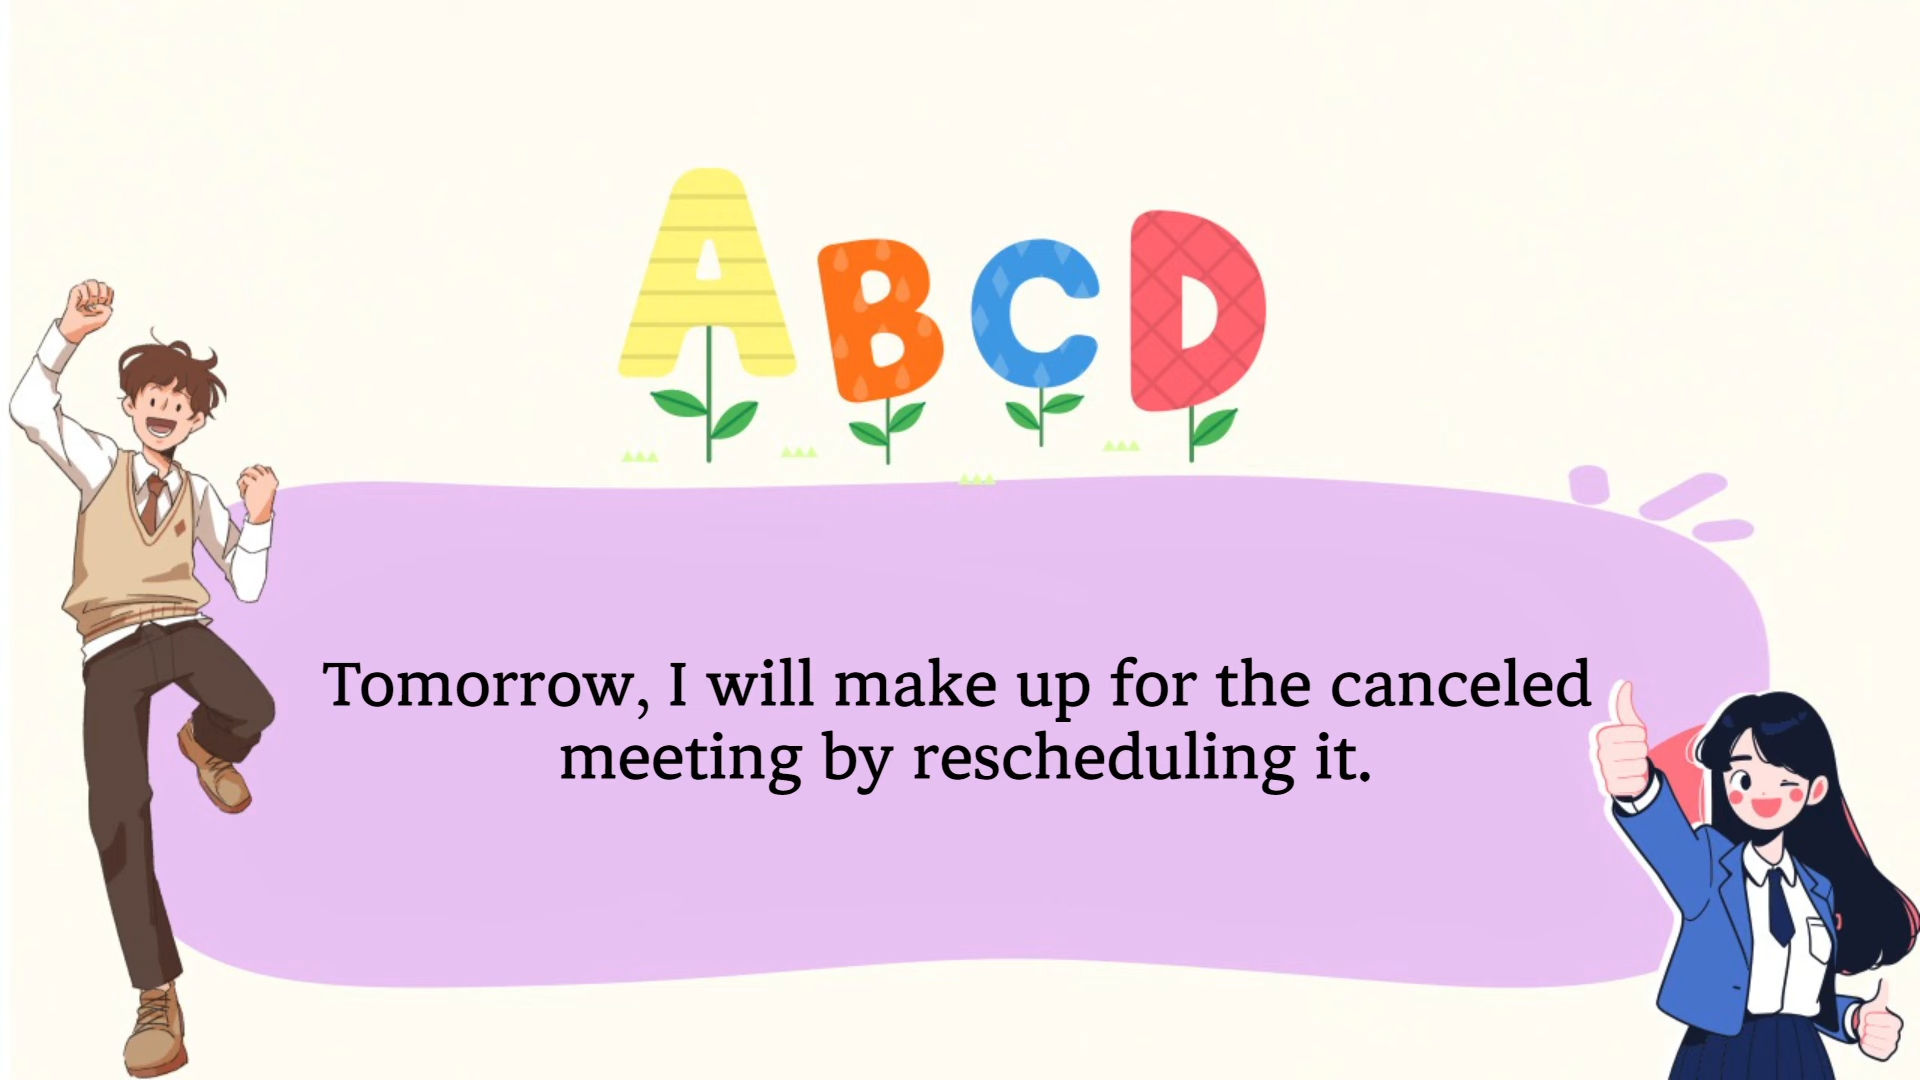 ABCD
Tomorrow, I will make up for the canceled
meeting by rescheduling it.